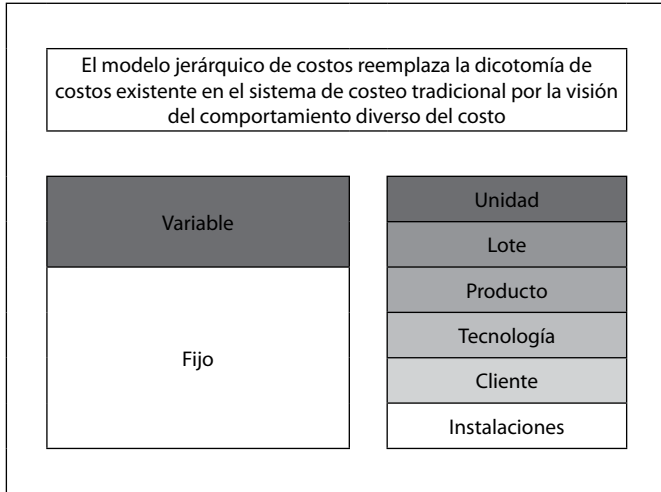 El modelo jerárquico de costos reemplaza la dicotomía de
costos existente en el sistema de costeo tradicional por la visión
del comportamiento diverso del costo
Variable
Fijo
Unidad
Lote
Producto
Tecnología
Cliente
Instalaciones